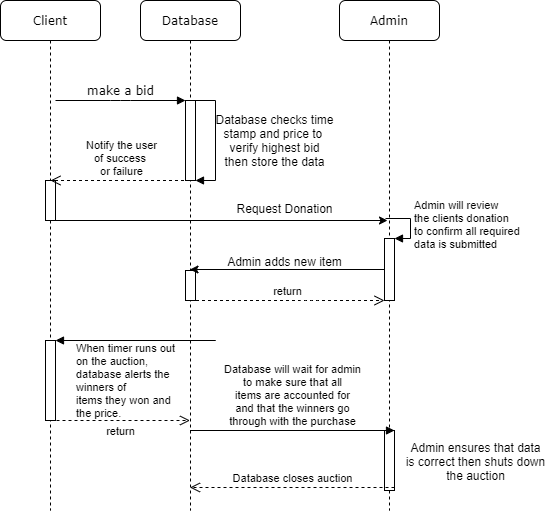 Client
Database
Admin
make a bid
Database checks time
stamp and price to
verify highest bid
then store the data
Notify the user
of success
or failure
Request Donation
Admin will review
the clients donation
to confirm all required
data is submitted
Admin adds new item
return
When timer runs out
on the auction,
database alerts the
winners of
items they won and
the price.
return
Database will wait for admin
to make sure that all
items are accounted for
and that the winners go
through with the purchase
Admin ensures that data
is correct then shuts down
the auction
Database closes auction